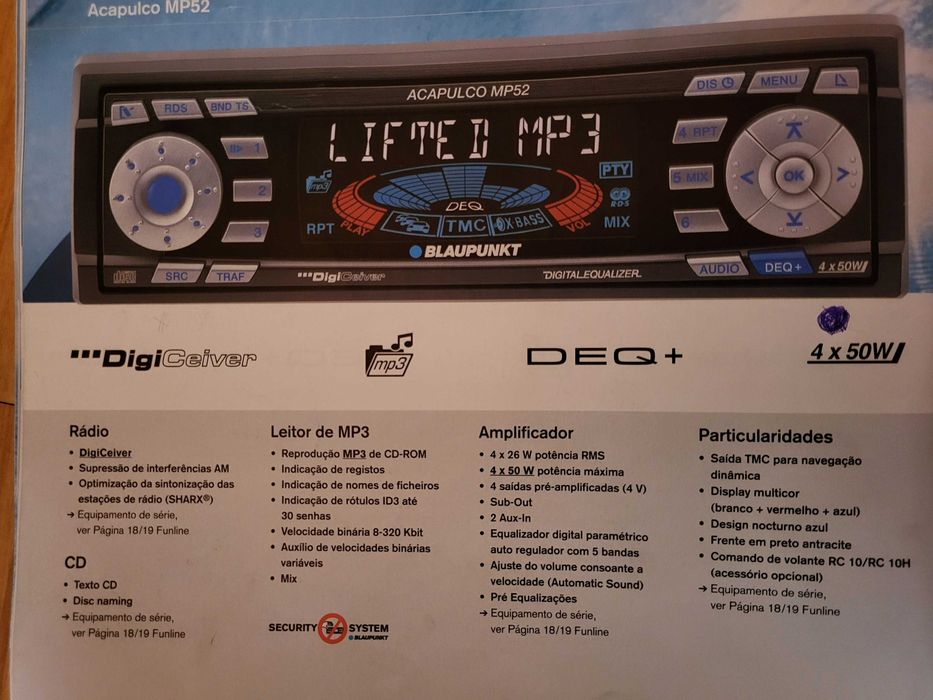 Acapulco MP52
ACAPULCO MP52
RDS
BND TS
DIS
MENU
1
2
3
LIFTED MP3
4 RPT
5 MIX
6
OK
mp3
PTY
CD
RDS
DEQ
RPT
PLAY
TMC
X-BASS
VOL
MIX
BLAUPUNKT
SRC
TRAF
DigiCeiver
DIGITALEQUALIZER
AUDIO
DEQ+
4 x 50W
DigiCeiver
mp3
DEQ+
4 x 50W
Rádio
• DigiCeiver
• Supressão de interferências AM
• Optimização da sintonização das
estações de rádio (SHARX®)
→ Equipamento de série,
ver Página 18/19 Funline
CD
• Texto CD
• Disc naming
→ Equipamento de série,
ver Página 18/19 Funline
Leitor de MP3
• Reprodução MP3 de CD-ROM
• Indicação de registos
• Indicação de nomes de ficheiros
• Indicação de rótulos ID3 até
30 senhas
• Velocidade binária 8-320 Kbit
• Auxílio de velocidades binárias
variáveis
• Mix
SECURITY SYSTEM
BLAUPUNKT
Amplificador
• 4 x 26 W potência RMS
• 4 x 50 W potência máxima
• 4 saídas pré-amplificadas (4 V)
• Sub-Out
• 2 Aux-In
• Equalizador digital paramétrico
auto regulador com 5 bandas
• Ajuste do volume consoante a
velocidade (Automatic Sound)
• Pré Equalizações
→ Equipamento de série,
ver Página 18/19 Funline
Particularidades
• Saída TMC para navegação
dinâmica
• Display multicor
(branco + vermelho + azul)
• Design nocturno azul
• Frente em preto antracite
• Comando de volante RC 10/RC 10H
(acessório opcional)
→ Equipamento de série,
ver Página 18/19 Funline